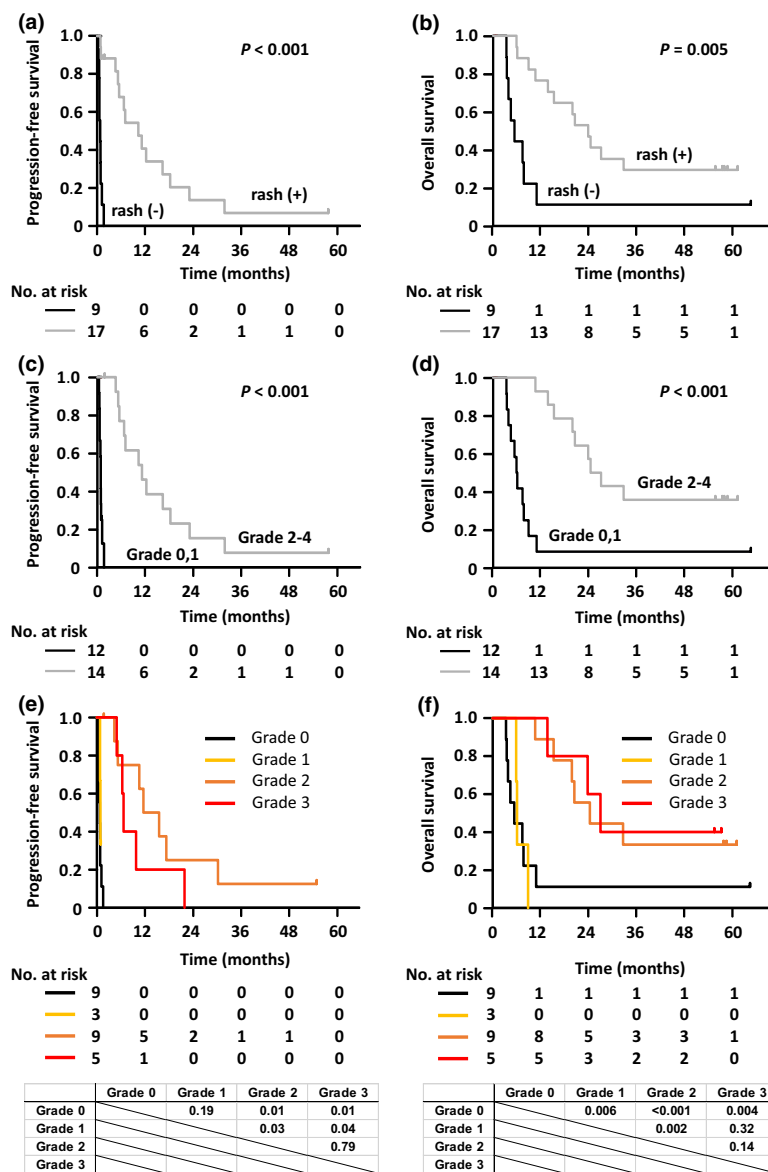 (a)
Progression-free survival
1.0
0.8
0.6
0.4
0.2
0
P < 0.001
rash (-)
rash (+)
0 12 24 36 48 60
Time (months)
No. at risk
9 0 0 0 0 0
17 6 2 1 1 0
(b)
Overall survival
1.0
0.8
0.6
0.4
0.2
0
P = 0.005
rash (+)
rash (-)
0 12 24 36 48 60
Time (months)
No. at risk
9 1 1 1 1 1
17 13 8 5 5 1
(c)
Progression-free survival
1.0
0.8
0.6
0.4
0.2
0
P < 0.001
Grade 0,1
Grade 2-4
0 12 24 36 48 60
Time (months)
No. at risk
12 0 0 0 0 0
14 6 2 1 1 0
(d)
Overall survival
1.0
0.8
0.6
0.4
0.2
0
P < 0.001
Grade 2-4
Grade 0,1
0 12 24 36 48 60
Time (months)
No. at risk
12 1 1 1 1 1
14 13 8 5 5 1
(e)
Progression-free survival
1.0
0.8
0.6
0.4
0.2
0
Grade 0
Grade 1
Grade 2
Grade 3
0 12 24 36 48 60
Time (months)
No. at risk
9 0 0 0 0 0
3 0 0 0 0 0
9 5 2 1 1 0
5 1 0 0 0 0
Grade 0 Grade 1 Grade 2 Grade 3
Grade 0 0.19 0.01 0.01
Grade 1 0.03 0.04
Grade 2 0.79
Grade 3
(f)
Overall survival
1.0
0.8
0.6
0.4
0.2
0
Grade 0
Grade 1
Grade 2
Grade 3
0 12 24 36 48 60
Time (months)
No. at risk
9 1 1 1 1 1
3 0 0 0 0 0
9 8 5 3 3 1
5 5 3 2 2 0
Grade 0 Grade 1 Grade 2 Grade 3
Grade 0 0.006 <0.001 0.004
Grade 1 0.002 0.32
Grade 2 0.14
Grade 3